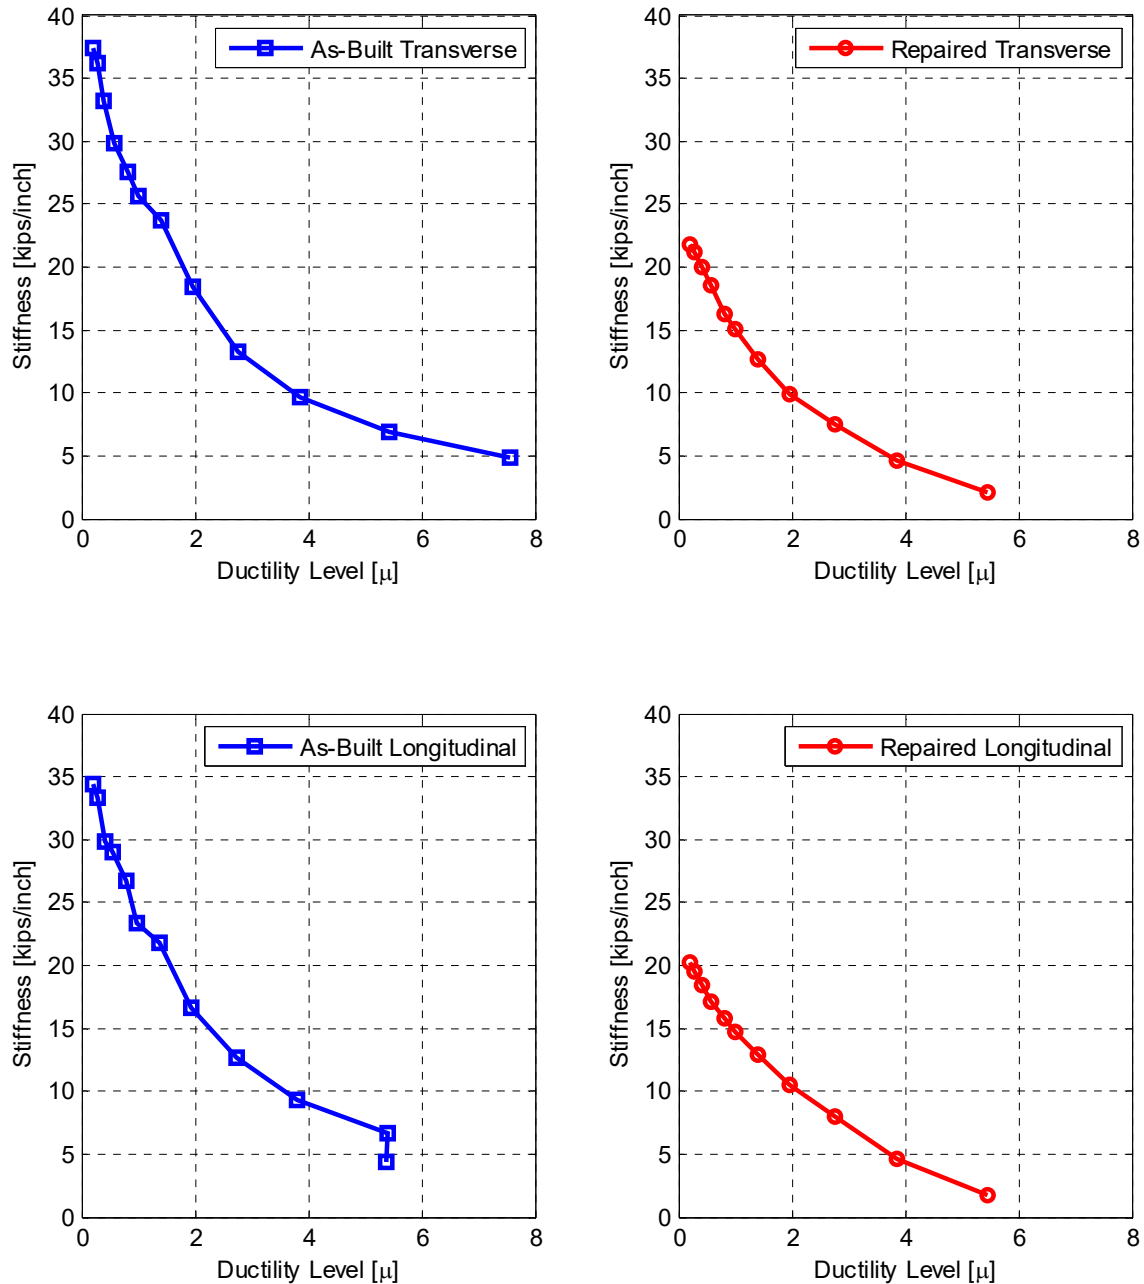 As-Built Transverse
40
35
30
25
20
15
10
5
0
Stiffness [kips/inch]
0 2 4 6 8
Ductility Level [μ]
Repaired Transverse
40
35
30
25
20
15
10
5
0
Stiffness [kips/inch]
0 2 4 6 8
Ductility Level [μ]
As-Built Longitudinal
40
35
30
25
20
15
10
5
0
Stiffness [kips/inch]
0 2 4 6 8
Ductility Level [μ]
Repaired Longitudinal
40
35
30
25
20
15
10
5
0
Stiffness [kips/inch]
0 2 4 6 8
Ductility Level [μ]